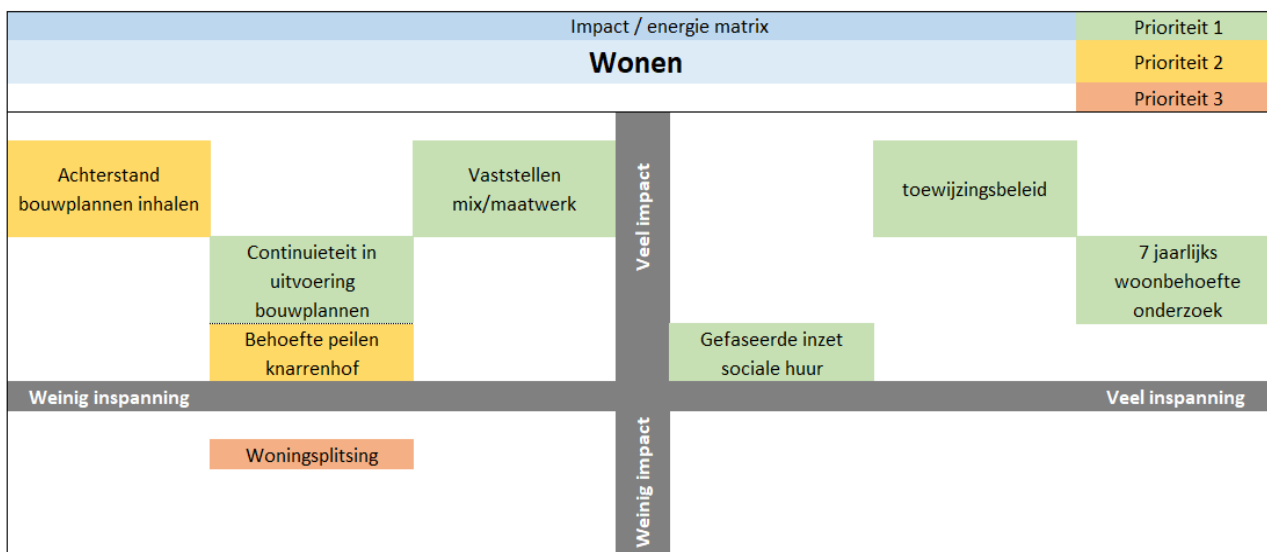 Impact / energie matrix
Prioriteit 1
Wonen
Prioriteit 2
Prioriteit 3
Achterstand
bouwplannen inhalen
Vaststellen
mix/maatwerk
Veel impact
toewijzingsbeleid
Continuieteit in
uitvoering
bouwplannen
7 jaarlijks
woonbehoefte
onderzoek
Behoefte peilen
knarrenhof
Gefaseerde inzet
sociale huur
Weinig inspanning
Veel inspanning
Woningsplitsing
Weinig impact